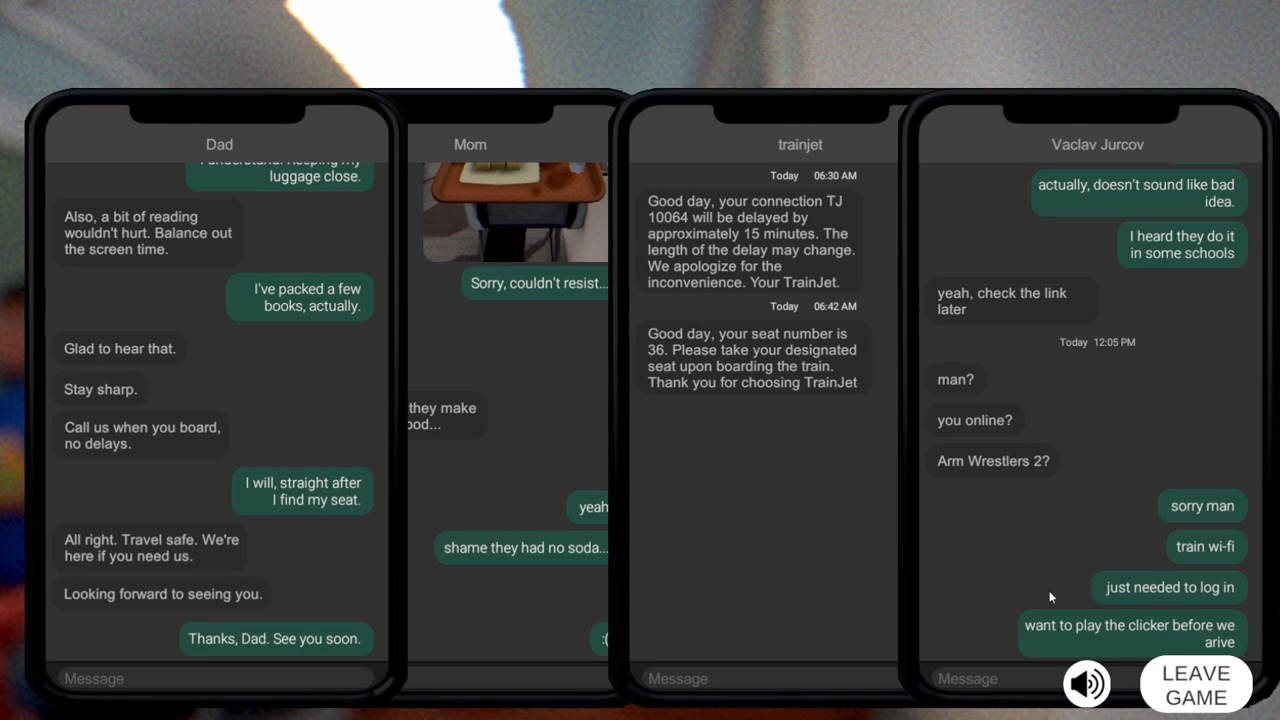 Dad
luggage close.
Also, a bit of reading
wouldn't hurt. Balance out
the screen time.
I've packed a few
books, actually.
Glad to hear that.
Stay sharp.
Call us when you board,
no delays.
I will, straight after
I find my seat.
All right. Travel safe. We're
here if you need us.
Looking forward to seeing you.
Thanks, Dad. See you soon.
Message
Mom
Sorry, couldn't resist...
they make
yeah
shame they had no soda...
:(
trainjet
Today 06:30 AM
Good day, your connection TJ
10064 will be delayed by
approximately 15 minutes. The
length of the delay may change.
We apologize for the
inconvenience. Your TrainJet.
Today 06:42 AM
Good day, your seat number is
36. Please take your designated
seat upon boarding the train.
Thank you for choosing TrainJet
Message
Vaclav Jurcov
actually, doesn't sound like bad
idea.
I heard they do it
in some schools
yeah, check the link
later
Today 12:05 PM
man?
you online?
Arm Wrestlers 2?
sorry man
train wi-fi
just needed to log in
want to play the clicker before we
arive
Message
LEAVE
GAME